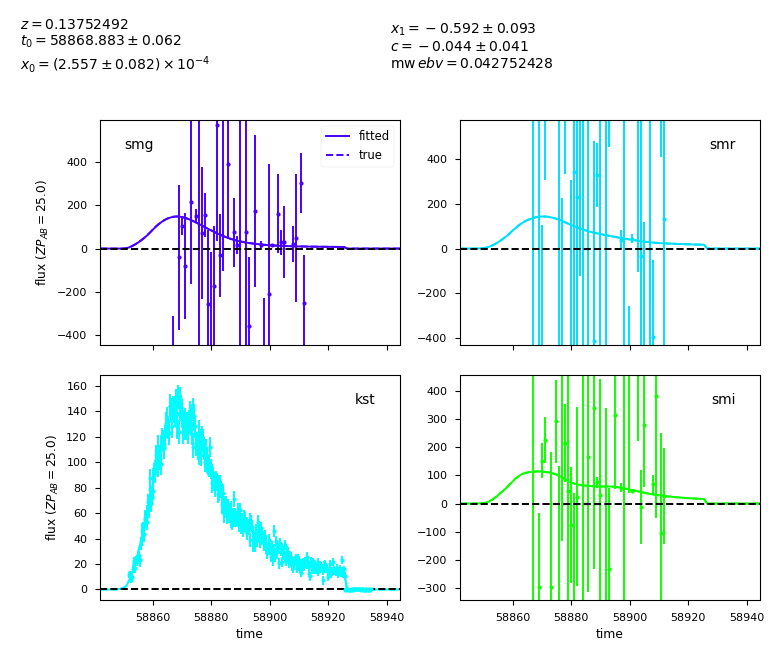 z = 0.13752492
t0 = 58868.883 ± 0.062
x0 = (2.557 ± 0.082) × 10^−4
x1 = −0.592 ± 0.093
c = −0.044 ± 0.041
mwebv = 0.042752428
smg
fitted
true
400
200
0
−200
−400
flux (ZP_AB = 25.0)
smr
400
200
0
−200
−400
kst
160
140
120
100
80
60
40
20
0
flux (ZP_AB = 25.0)
58860 58880 58900 58920 58940
time
smi
400
300
200
100
0
−100
−200
−300
58860 58880 58900 58920 58940
time